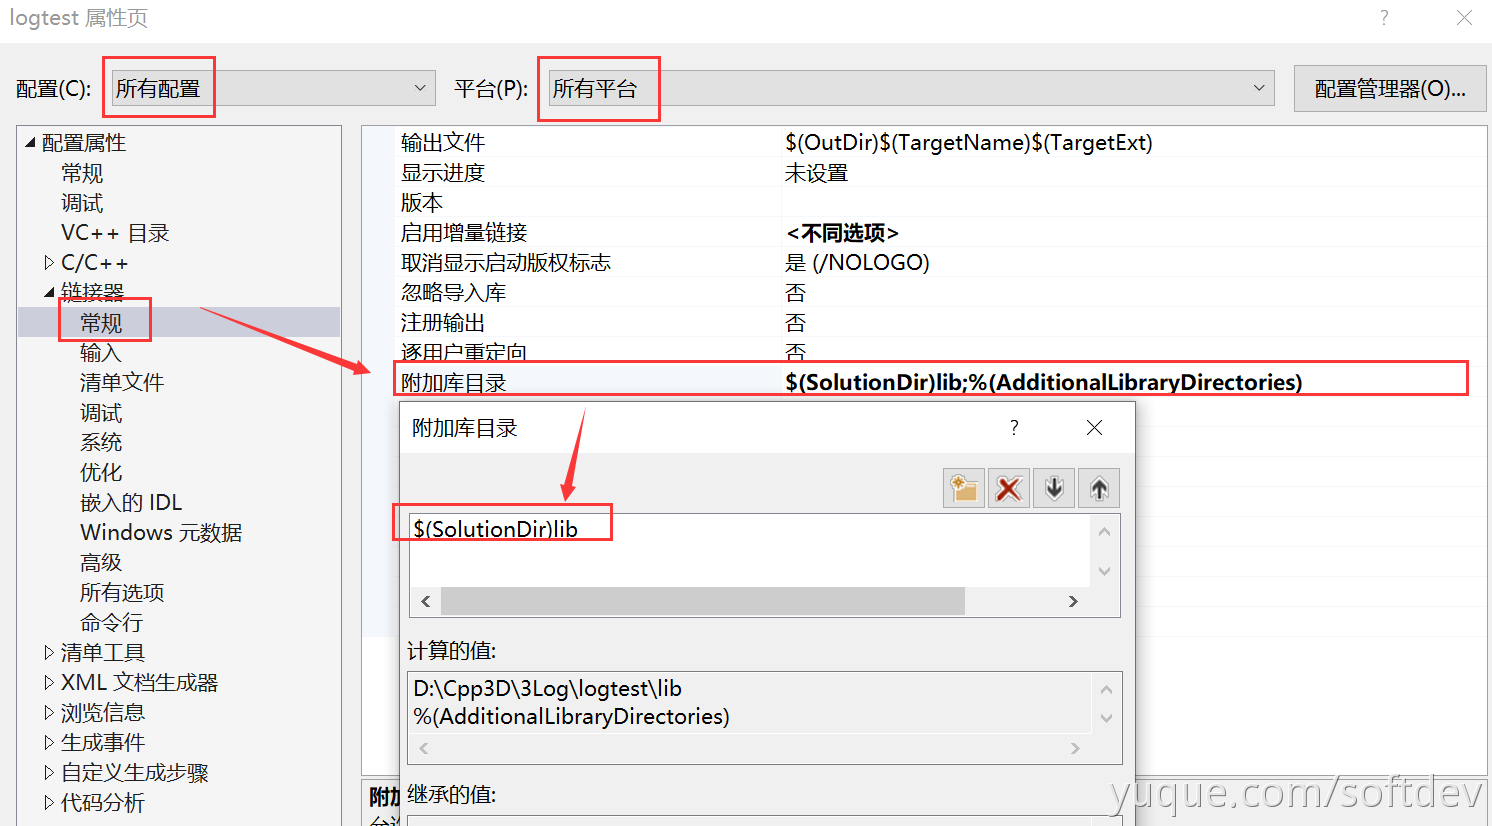 logtest 属性页
配置(C):
所有配置
平台(P):
所有平台
配置管理器(O)...
配置属性
常规
调试
VC++ 目录
C/C++
链接器
常规
输入
清单文件
调试
系统
优化
嵌入的 IDL
Windows 元数据
高级
所有选项
命令行
清单工具
XML 文档生成器
浏览信息
生成事件
自定义生成步骤
代码分析
输出文件 $(OutDir)$(TargetName)$(TargetExt)
显示进度 未设置
版本
启用增量链接 <不同选项>
取消显示启动版权标志 是 (/NOLOGO)
忽略导入库 否
注册输出 否
逐用户重定向 否
附加库目录 $(SolutionDir)lib;%(AdditionalLibraryDirectories)
附加库目录
$(SolutionDir)lib
计算的值:
D:\Cpp3D\3Log\logtest\lib
%(AdditionalLibraryDirectories)
继承的值:
yuque.com/softdev